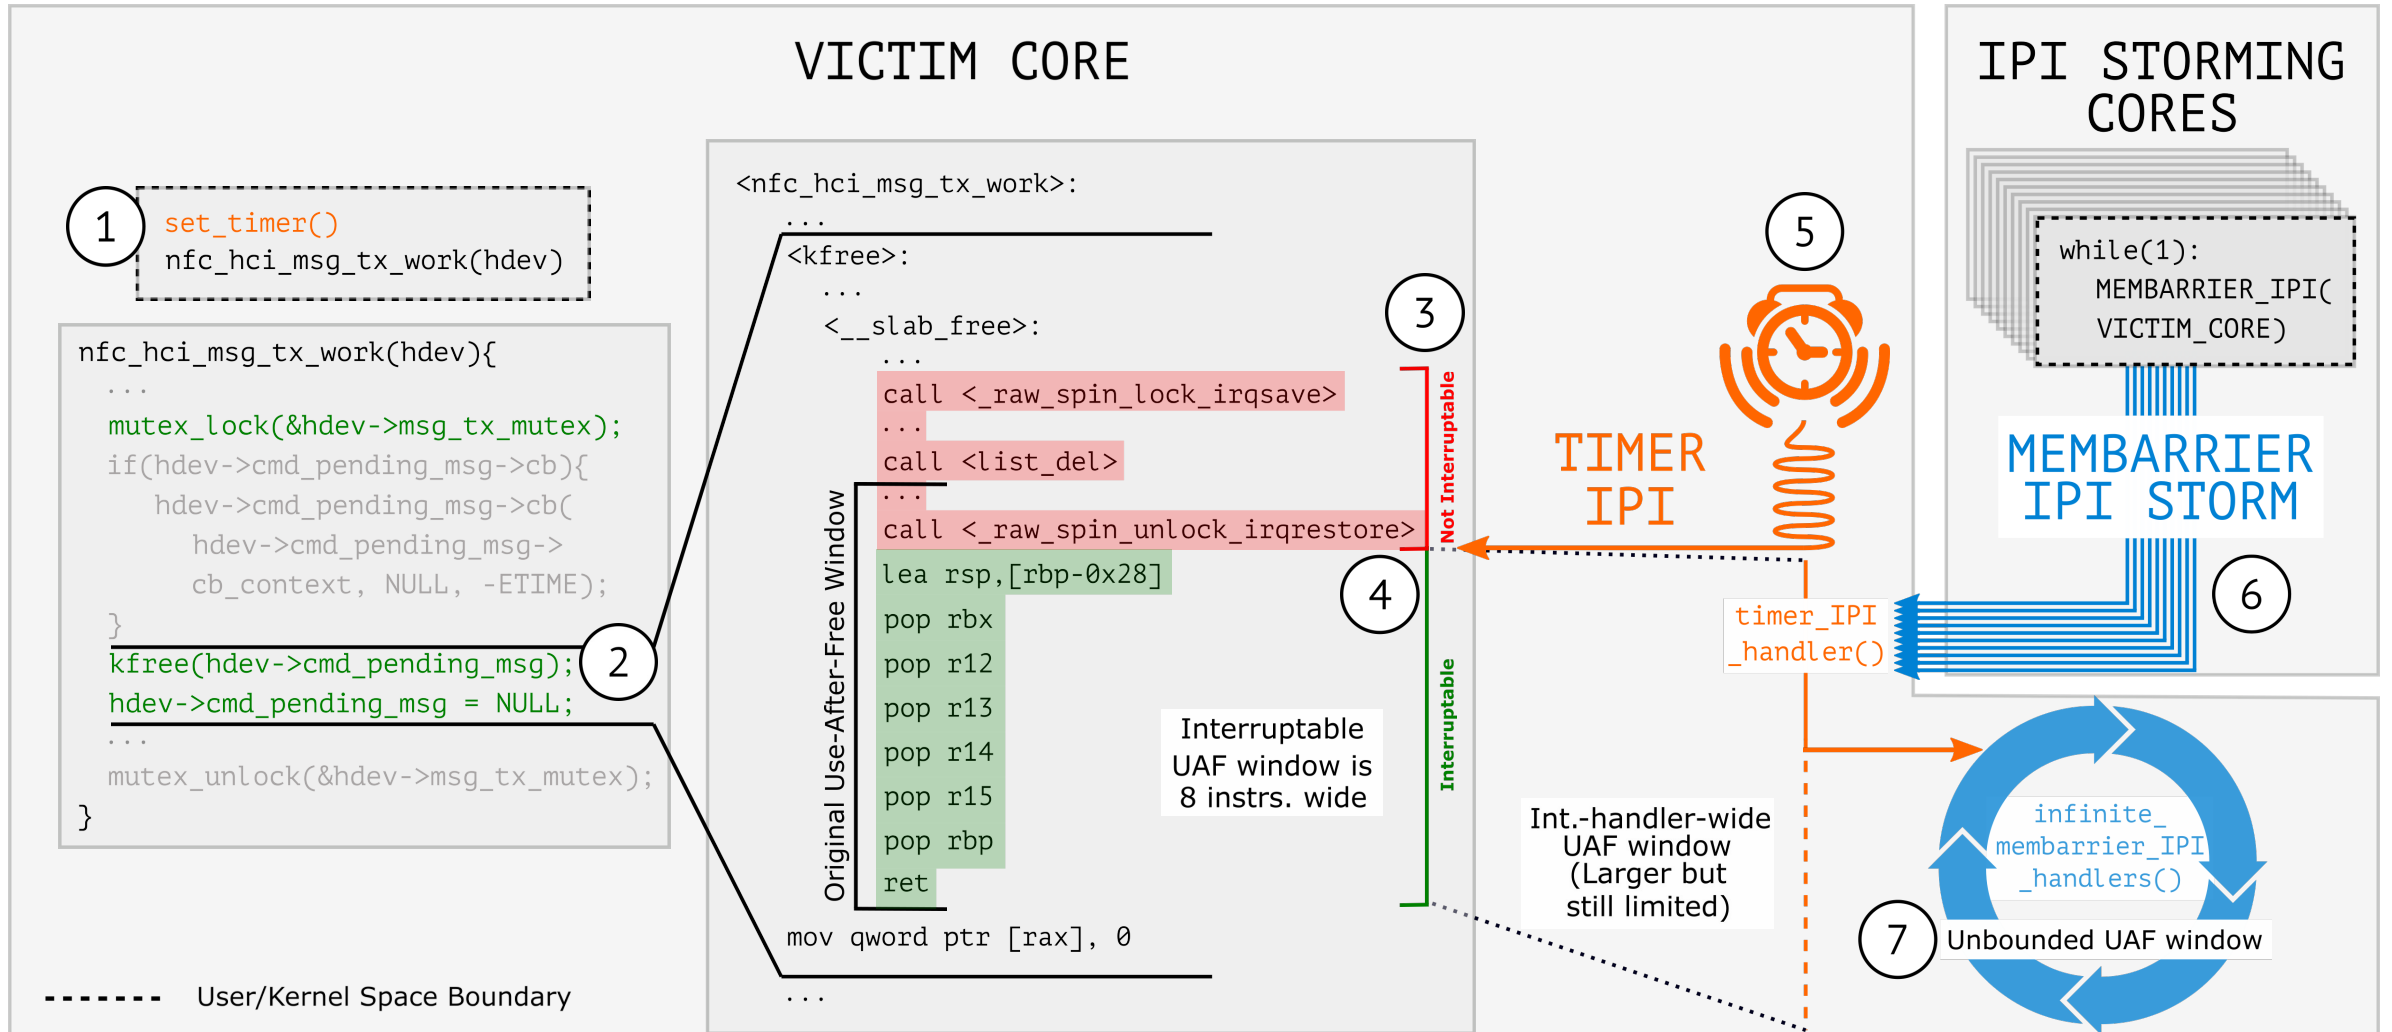 VICTIM CORE
1
set_timer()
nfc_hci_msg_tx_work(hdev)
nfc_hci_msg_tx_work(hdev){
...
mutex_lock(&hdev->msg_tx_mutex);
if(hdev->cmd_pending_msg->cb){
hdev->cmd_pending_msg->cb(
hdev->cmd_pending_msg->
cb_context, NULL, -ETIME);
}
2
kfree(hdev->cmd_pending_msg);
hdev->cmd_pending_msg = NULL;
...
mutex_unlock(&hdev->msg_tx_mutex);
}
User/Kernel Space Boundary
<nfc_hci_msg_tx_work>:
...
<kfree>:
...
<__slab_free>:
...
call <_raw_spin_lock_irqsave>
...
call <list_del>
...
call <_raw_spin_unlock_irqrestore>
lea rsp,[rbp-0x28]
pop rbx
pop r12
pop r13
pop r14
pop r15
pop rbp
ret
mov qword ptr [rax], 0
...
Original Use-After-Free Window
3
Not Interruptable
4
Interruptable
Interruptable
UAF window is
8 instrs. wide
5
TIMER
IPI
timer_IPI
_handler()
Int.-handler-wide
UAF window
(Larger but
still limited)
IPI STORMING
CORES
while(1):
MEMBARRIER_IPI(
VICTIM_CORE)
MEMBARRIER
IPI STORM
6
infinite_
membarrier_IPI
_handlers()
7
Unbounded UAF window